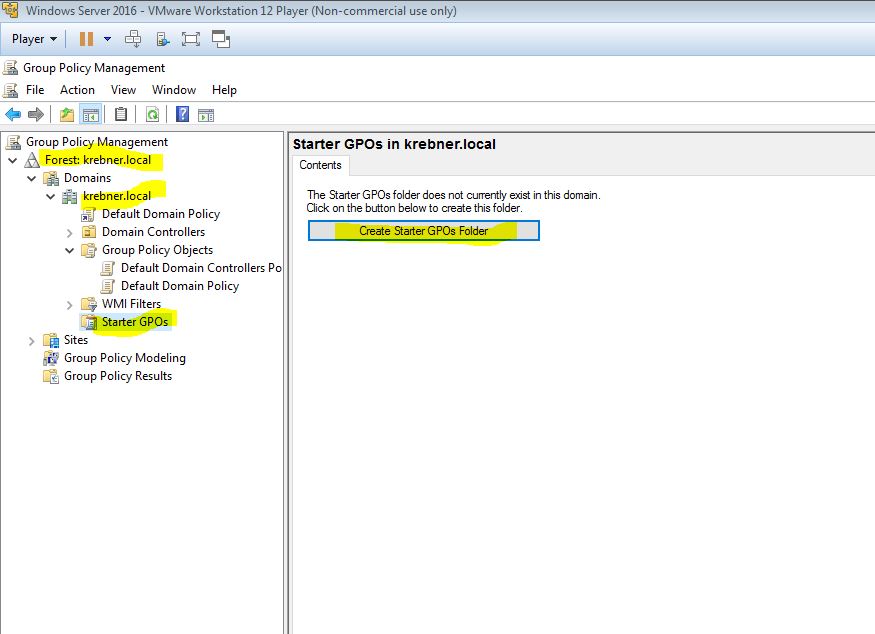 Windows Server 2016 - VMware Workstation 12 Player (Non-commercial use only)
Player
Group Policy Management
File Action View Window Help
Group Policy Management
Forest: krebner.local
Domains
krebner.local
Default Domain Policy
Domain Controllers
Group Policy Objects
Default Domain Controllers Po
Default Domain Policy
WMI Filters
Starter GPOs
Sites
Group Policy Modeling
Group Policy Results
Starter GPOs in krebner.local
Contents
The Starter GPOs folder does not currently exist in this domain.
Click on the button below to create this folder.
Create Starter GPOs Folder